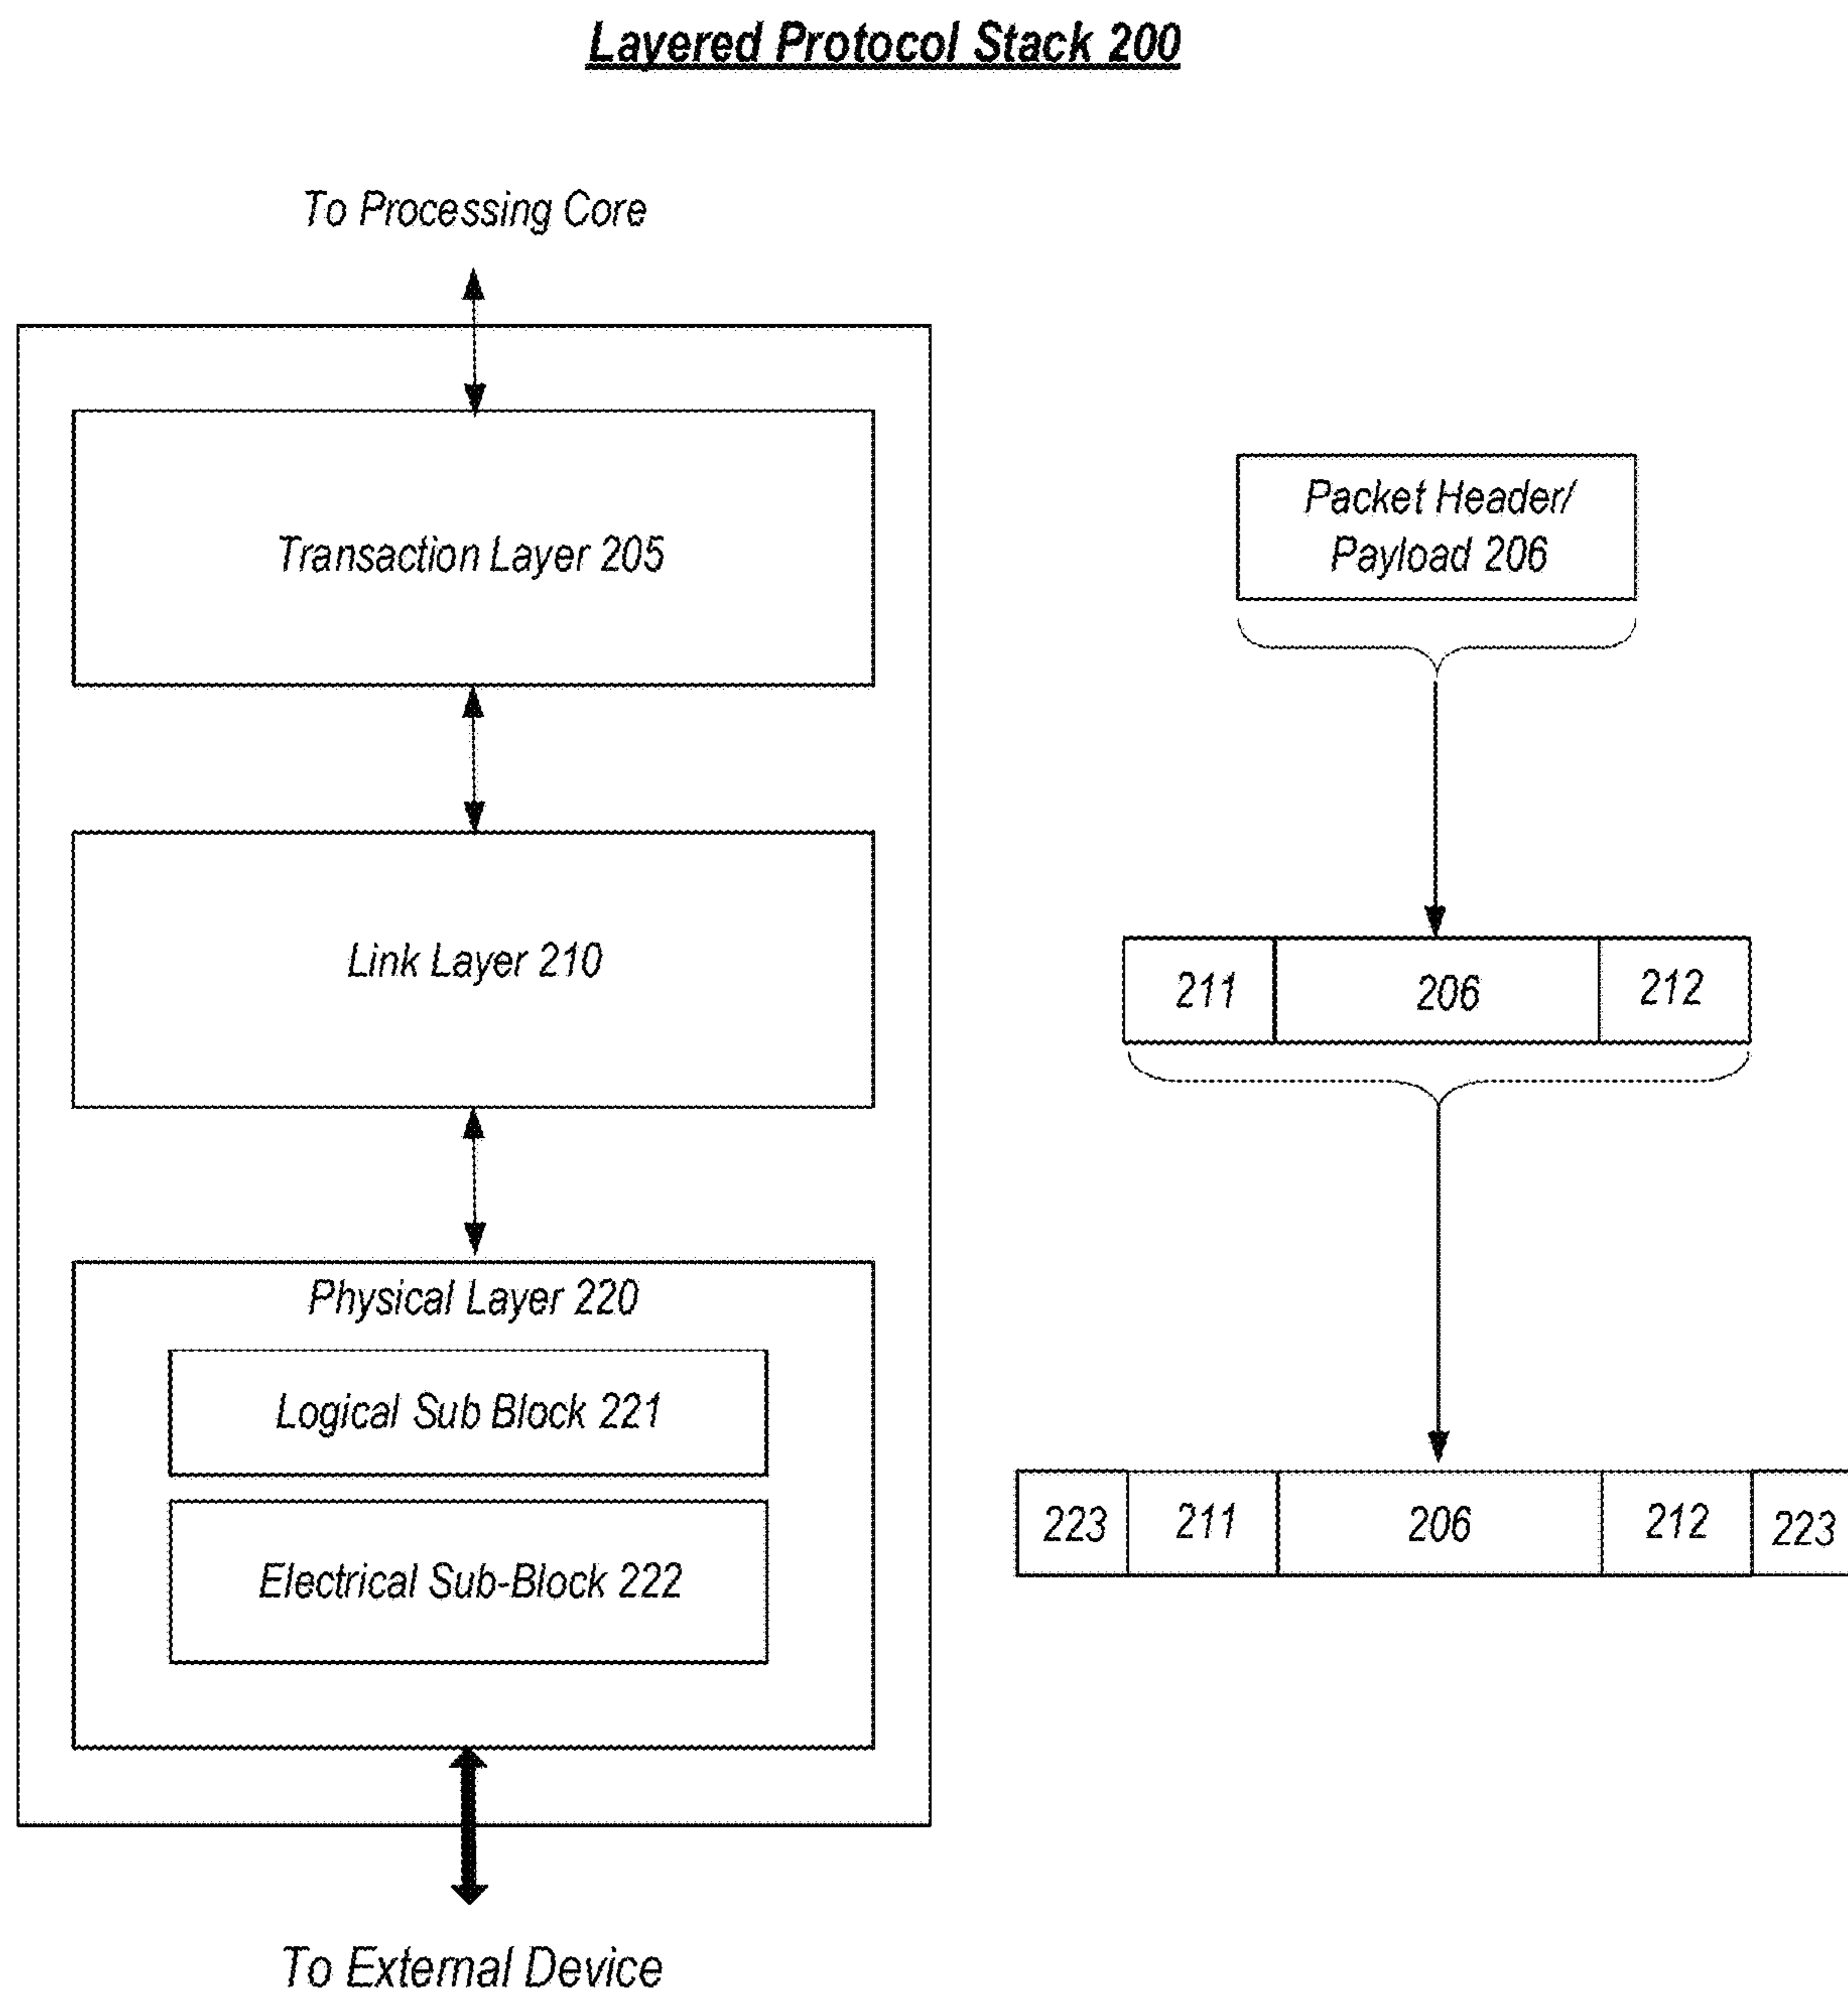 Layered Protocol Stack 200
To Processing Core
Transaction Layer 205
Packet Header/
Payload 206
Link Layer 210
211 206 212
Physical Layer 220
Logical Sub Block 221
Electrical Sub-Block 222
223 211 206 212 223
To External Device